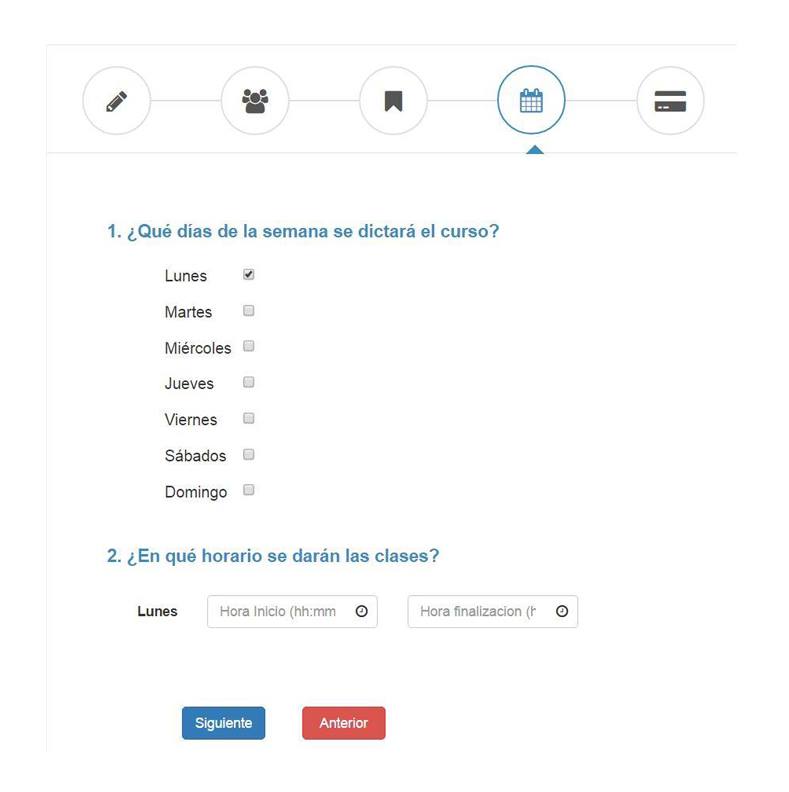 1. ¿Qué días de la semana se dictará el curso?
Lunes
Martes
Miércoles
Jueves
Viernes
Sábados
Domingo
2. ¿En qué horario se darán las clases?
Lunes Hora Inicio (hh:mm Hora finalizacion (h
Siguiente Anterior